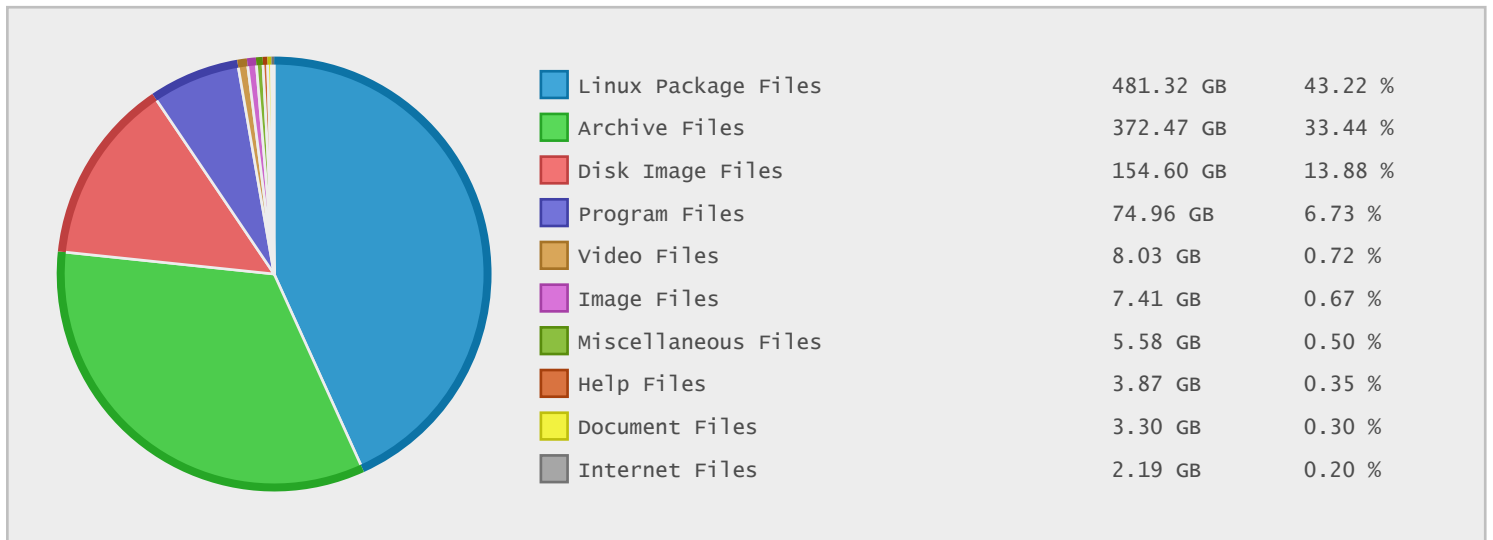 Linux Package Files 481.32 GB 43.22 %
Archive Files 372.47 GB 33.44 %
Disk Image Files 154.60 GB 13.88 %
Program Files 74.96 GB 6.73 %
Video Files 8.03 GB 0.72 %
Image Files 7.41 GB 0.67 %
Miscellaneous Files 5.58 GB 0.50 %
Help Files 3.87 GB 0.35 %
Document Files 3.30 GB 0.30 %
Internet Files 2.19 GB 0.20 %